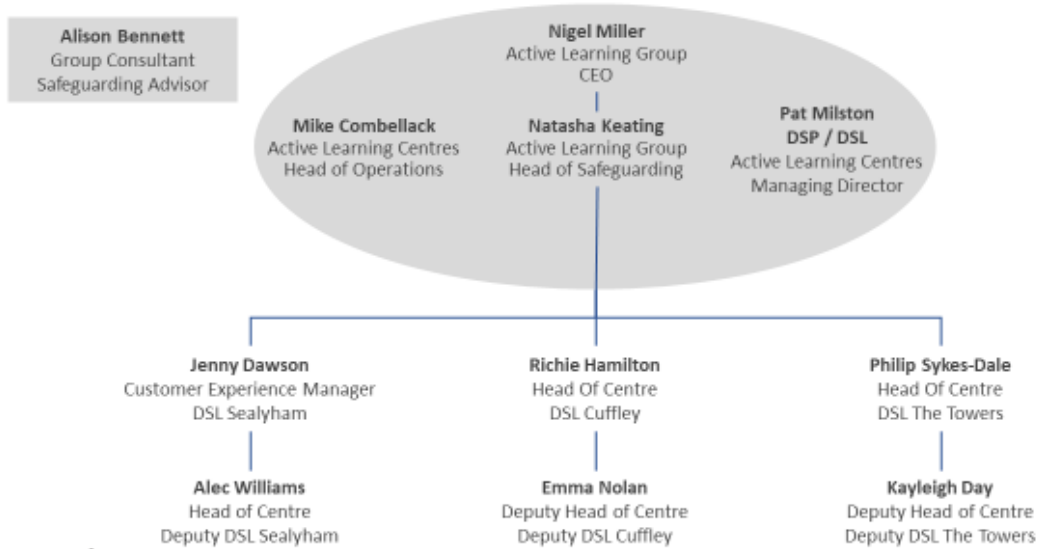 Alison Bennett
Group Consultant
Safeguarding Advisor
Nigel Miller
Active Learning Group
CEO
Mike Combellack
Active Learning Centres
Head of Operations
Natasha Keating
Active Learning Group
Head of Safeguarding
Pat Milston
DSP / DSL
Active Learning Centres
Managing Director
Jenny Dawson
Customer Experience Manager
DSL Sealyham
Richie Hamilton
Head Of Centre
DSL Cuffley
Philip Sykes-Dale
Head Of Centre
DSL The Towers
Alec Williams
Head of Centre
Deputy DSL Sealyham
Emma Nolan
Deputy Head of Centre
Deputy DSL Cuffley
Kayleigh Day
Deputy Head of Centre
Deputy DSL The Towers